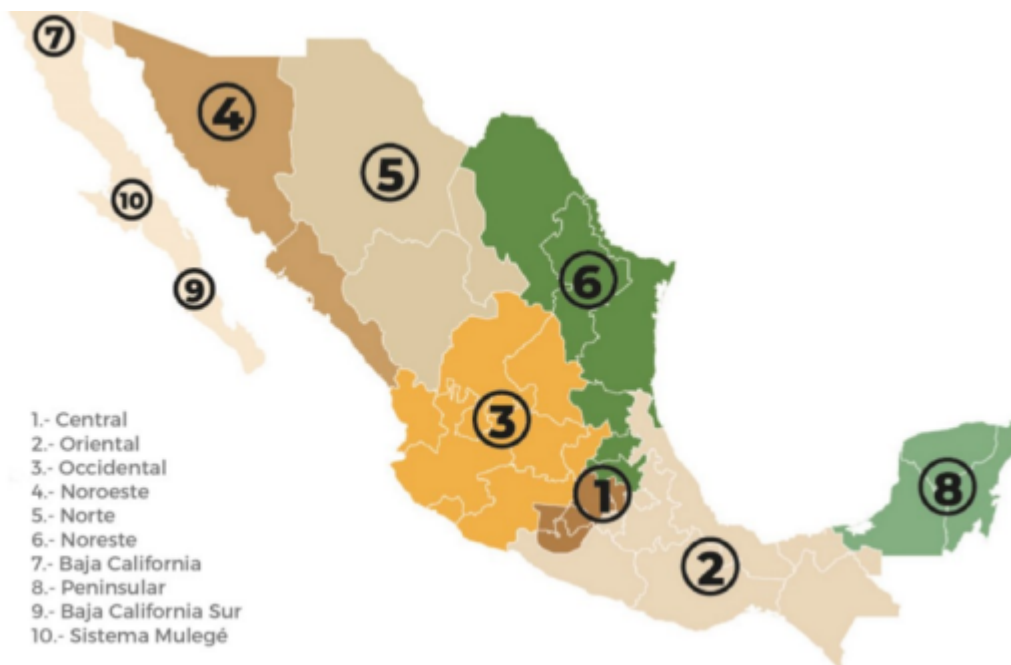 7
4
5
10
6
9
3
1
8
2
1.- Central
2.- Oriental
3.- Occidental
4.- Noroeste
5.- Norte
6.- Noreste
7.- Baja California
8.- Peninsular
9.- Baja California Sur
10.- Sistema Mulegé